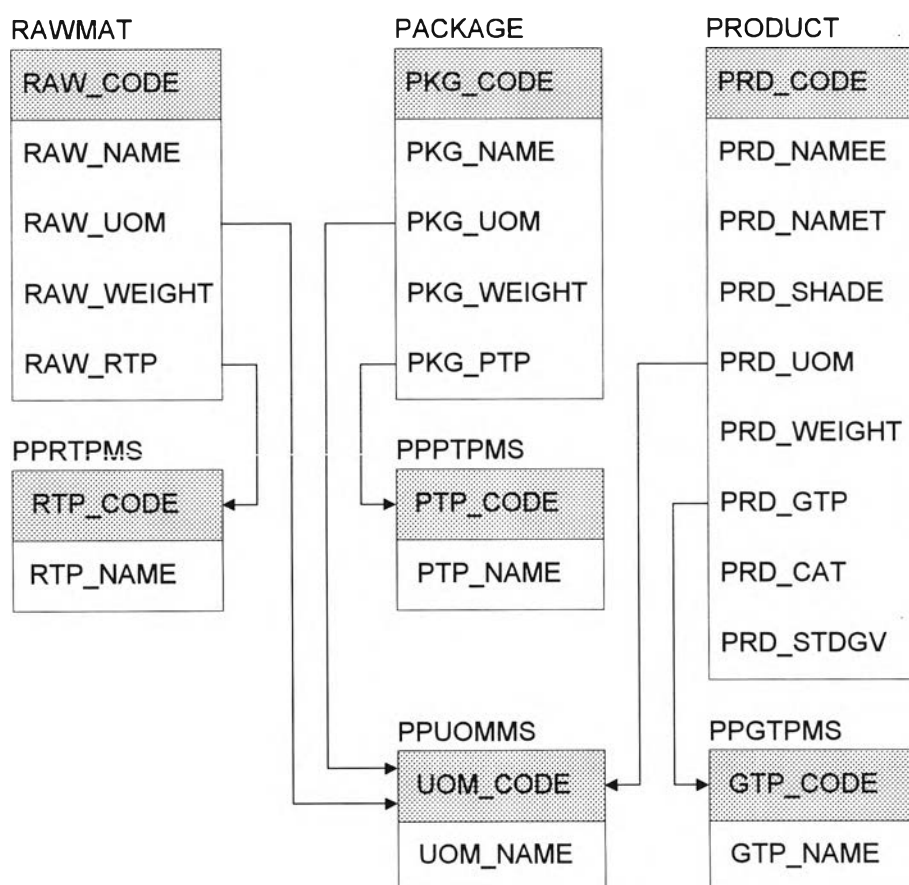 RAWMAT
RAW_CODE
RAW_NAME
RAW_UOM
RAW_WEIGHT
RAW_RTP
PPRTPMS
RTP_CODE
RTP_NAME
PACKAGE
PKG_CODE
PKG_NAME
PKG_UOM
PKG_WEIGHT
PKG_PTP
PPPTPMS
PTP_CODE
PTP_NAME
PPUOMMS
UOM_CODE
UOM_NAME
PRODUCT
PRD_CODE
PRD_NAMEE
PRD_NAMET
PRD_SHADE
PRD_UOM
PRD_WEIGHT
PRD_GTP
PRD_CAT
PRD_STDGV
PPGTPMS
GTP_CODE
GTP_NAME